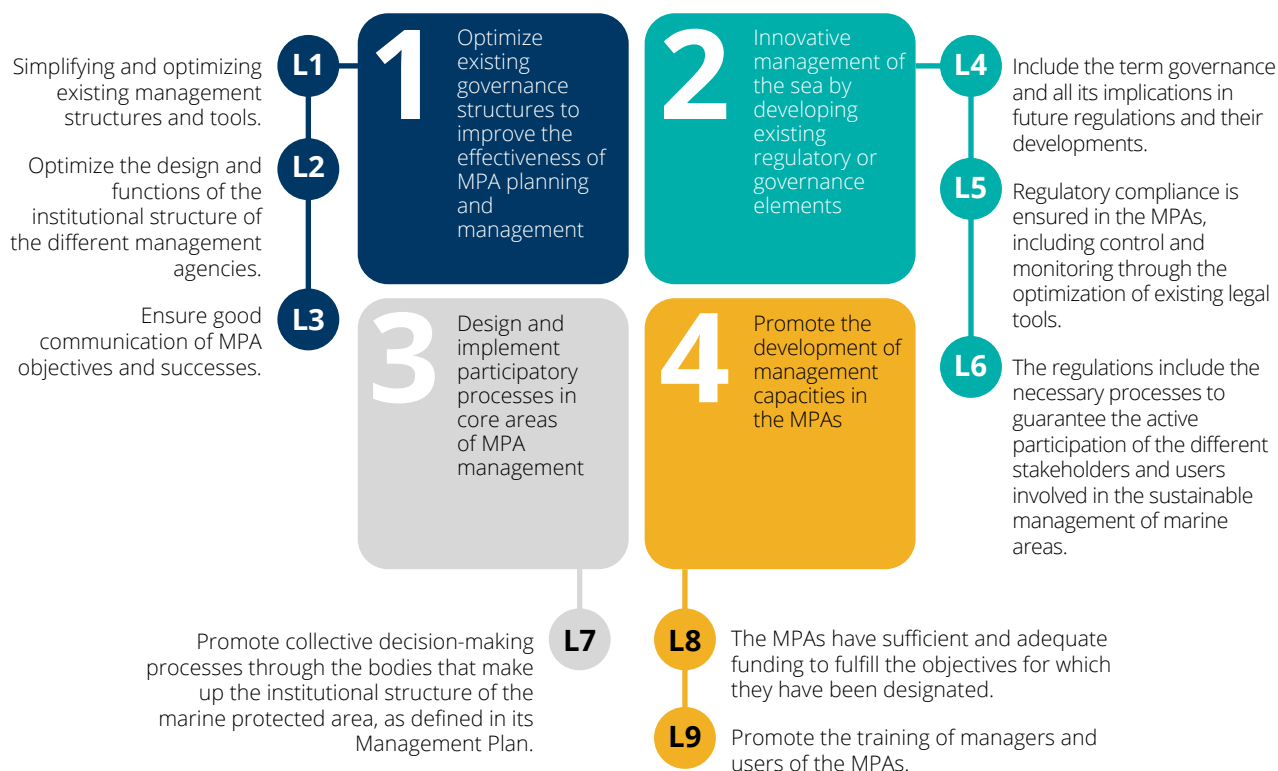 1
Optimize
existing
governance
structures to
improve the
effectiveness of
MPA planning
and
management
L1
Simplifying and optimizing
existing management
structures and tools.
L2
Optimize the design and
functions of the
institutional structure of
the different management
agencies.
L3
Ensure good
communication of MPA
objectives and successes.
2
Innovative
management of
the sea by
developing
existing
regulatory or
governance
elements
L4
Include the term governance
and all its implications in
future regulations and their
developments.
L5
Regulatory compliance is
ensured in the MPAs,
including control and
monitoring through the
optimization of existing legal
tools.
L6
The regulations include the
necessary processes to
guarantee the active
participation of the different
stakeholders and users
involved in the sustainable
management of marine
areas.
3
Design and
implement
participatory
processes in
core areas
of MPA
management
L7
Promote collective decision-making
processes through the bodies that make
up the institutional structure of the
marine protected area, as defined in its
Management Plan.
4
Promote the
development of
management
capacities in
the MPAs
L8
The MPAs have sufficient and adequate
funding to fulfill the objectives for which
they have been designated.
L9
Promote the training of managers and
users of the MPAs.